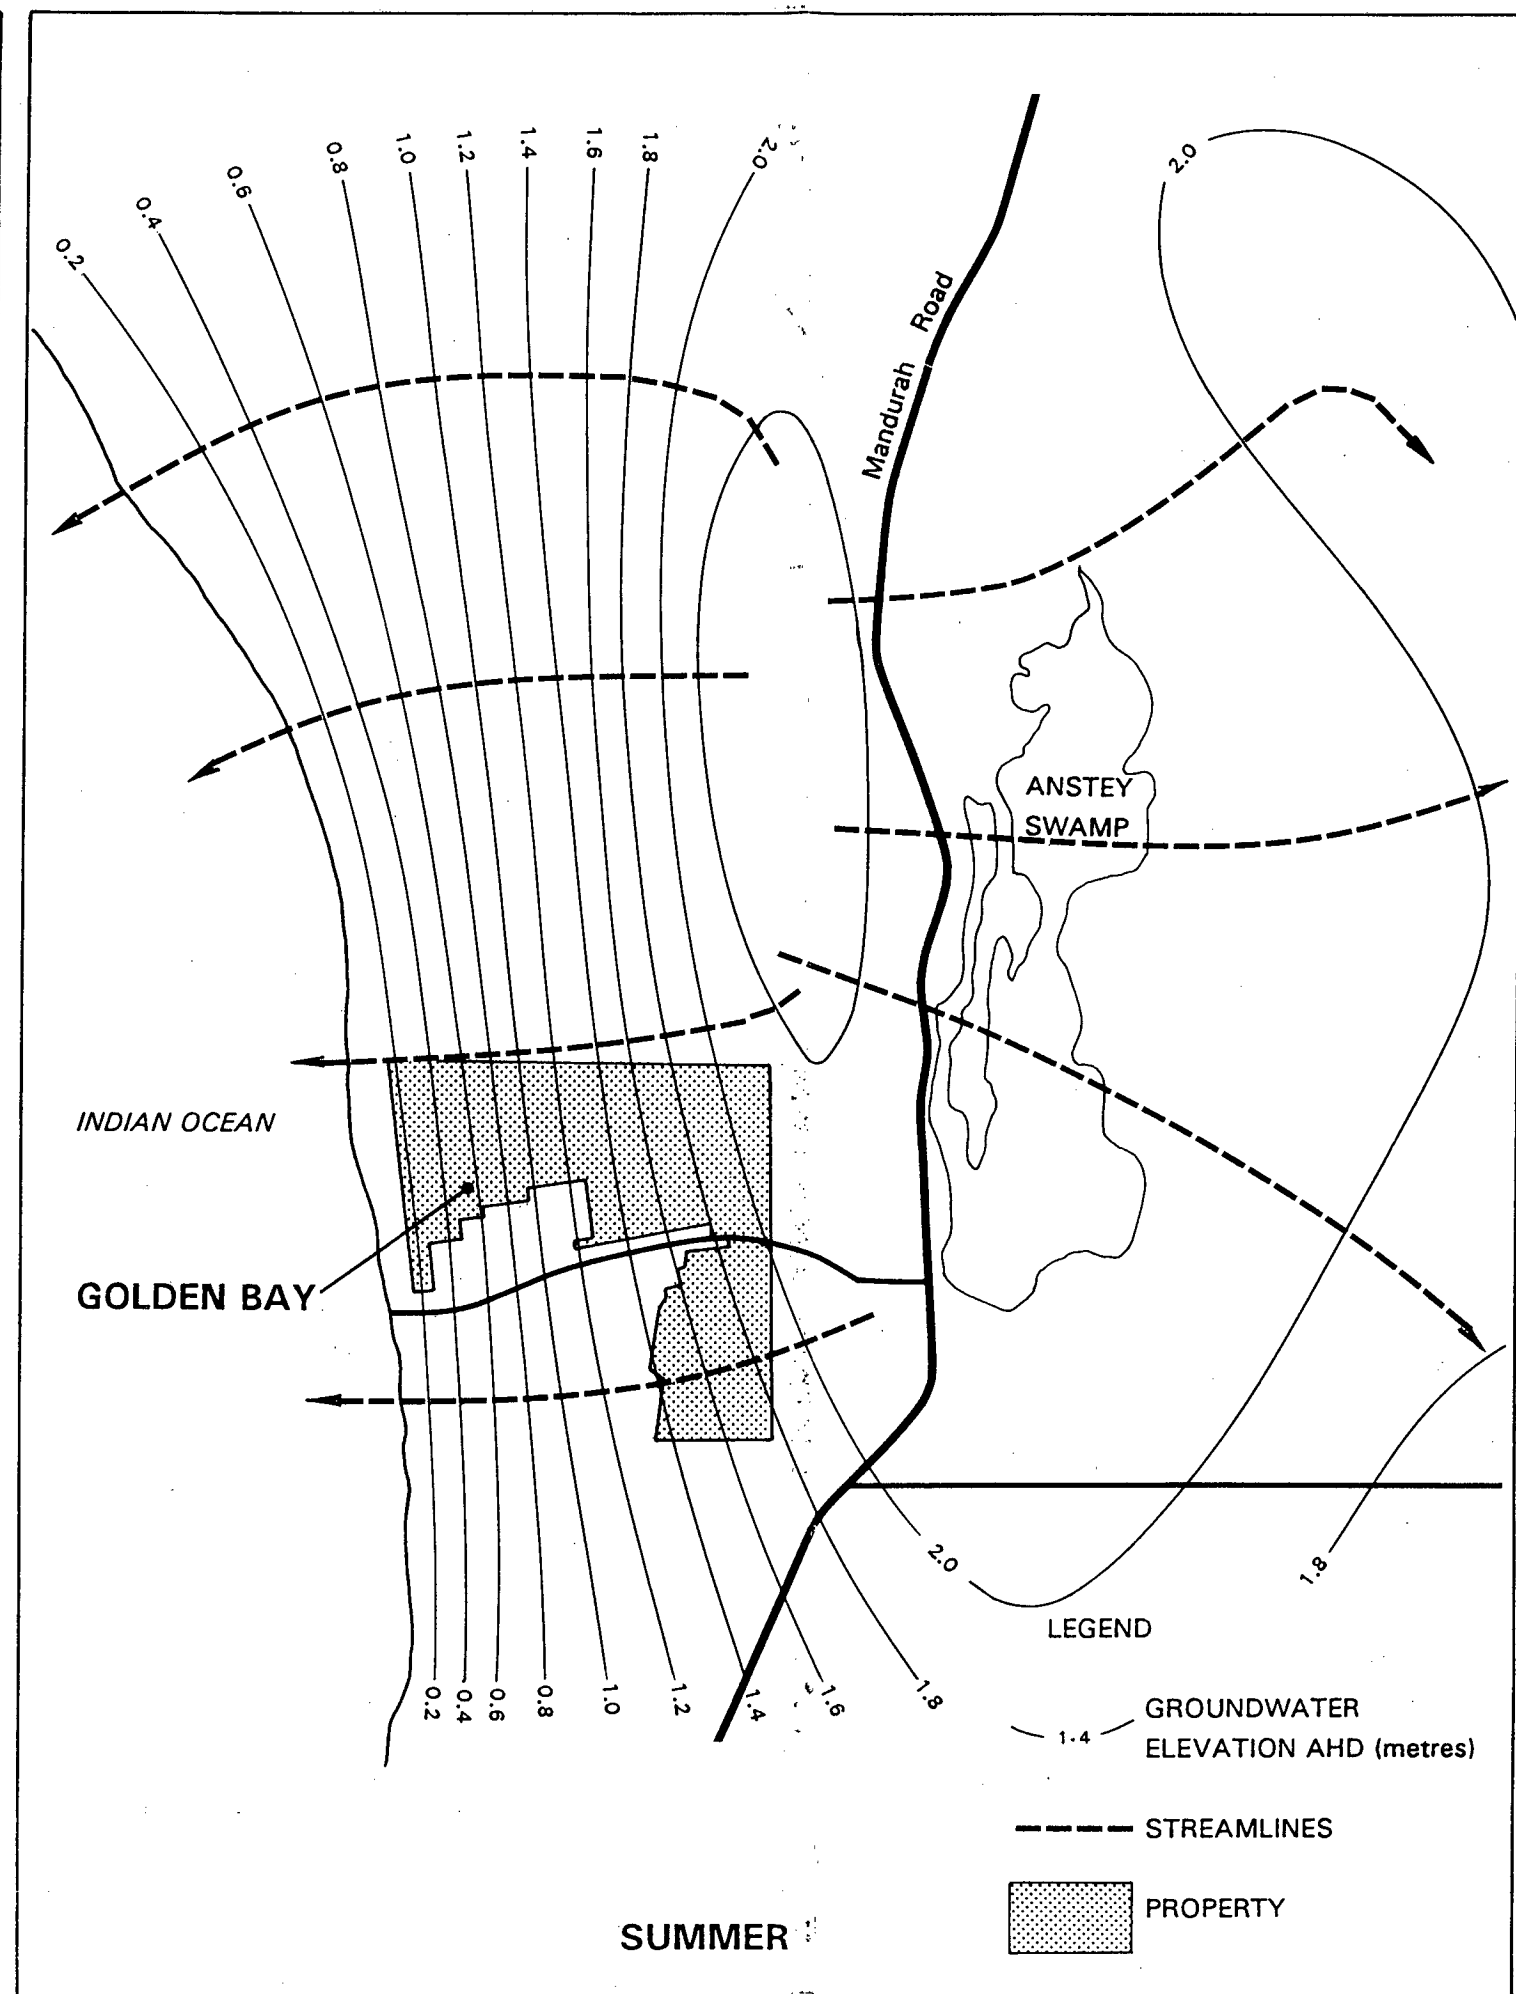 0.2
0.4
0.6
0.8
1.0
1.2
1.4
1.6
1.8
2.0
2.0
Mandurah Road
ANSTEY
SWAMP
INDIAN OCEAN
GOLDEN BAY
2.0
1.8
0.2
0.4
0.6
0.8
1.0
1.2
1.4
1.6
1.8
LEGEND
1.4
GROUNDWATER
ELEVATION AHD (metres)
STREAMLINES
PROPERTY
SUMMER